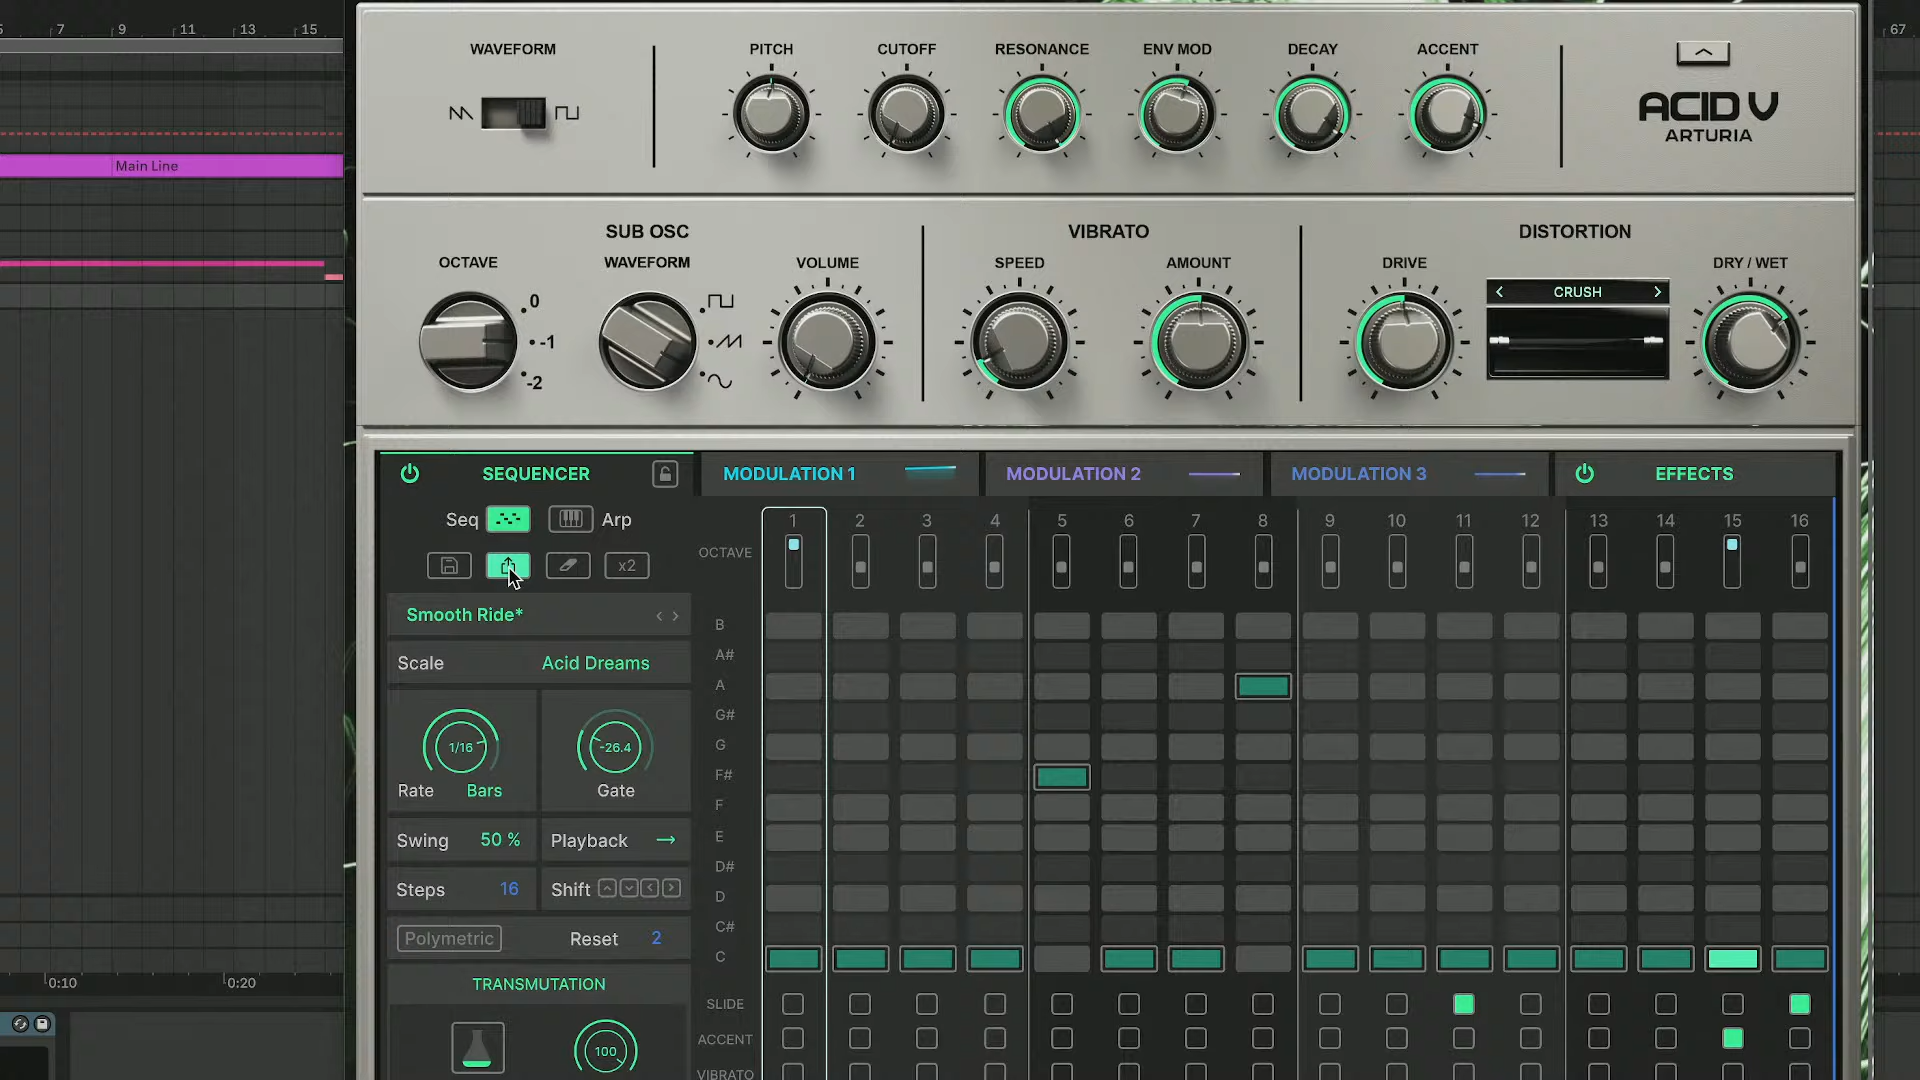 7 9 11 13 15
67
Main Line
0:10 0:20
WAVEFORM PITCH CUTOFF RESONANCE ENV MOD DECAY ACCENT
ACID V
ARTURIA
SUB OSC VIBRATO DISTORTION
OCTAVE WAVEFORM VOLUME SPEED AMOUNT DRIVE DRY / WET
0
-1
-2
CRUSH
SEQUENCER MODULATION 1 MODULATION 2 MODULATION 3 EFFECTS
Seq Arp
x2
Smooth Ride*
Scale Acid Dreams
1/16 -26.4
Rate Bars Gate
Swing 50 % Playback
Steps 16 Shift
Polymetric Reset 2
TRANSMUTATION
100
1 2 3 4 5 6 7 8 9 10 11 12 13 14 15 16
OCTAVE
B
A#
A
G#
G
F#
F
E
D#
D
C#
C
SLIDE
ACCENT
VIBRATO